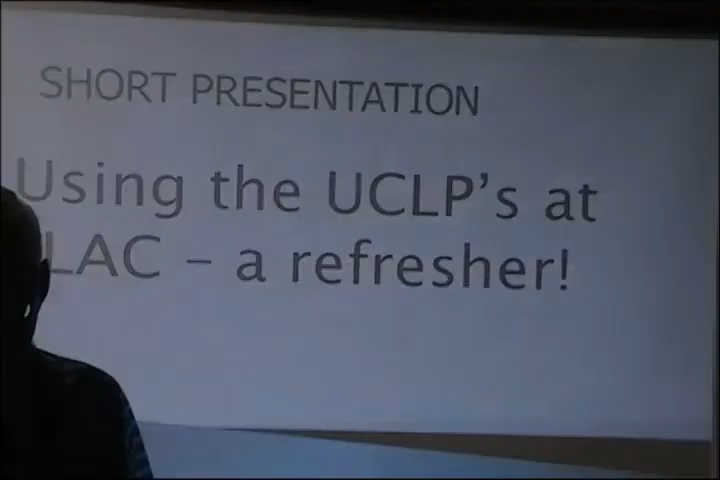 SHORT PRESENTATION
Using the UCLP’s at
LAC – a refresher!